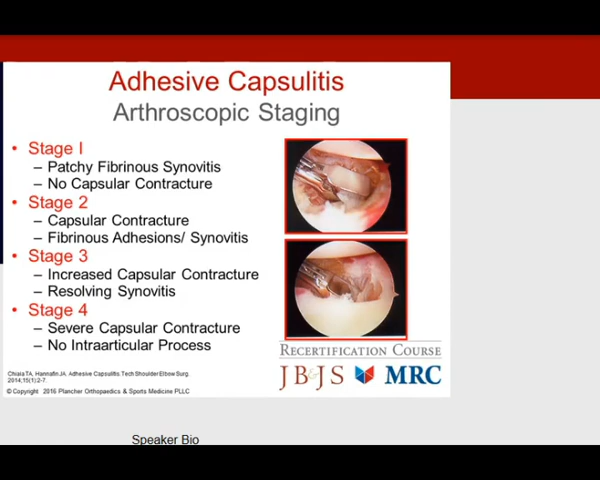 Adhesive Capsulitis
Arthroscopic Staging
• Stage I
– Patchy Fibrinous Synovitis
– No Capsular Contracture
• Stage 2
– Capsular Contracture
– Fibrinous Adhesions/ Synovitis
• Stage 3
– Increased Capsular Contracture
– Resolving Synovitis
• Stage 4
– Severe Capsular Contracture
– No Intraarticular Process
RECERTIFICATION COURSE
JB&JS MRC
Chiaia TA, Hannafin JA. Adhesive Capsulitis. Tech Shoulder Elbow Surg.
2014;15(1):2-7.
© Copyright 2016 Plancher Orthopaedics & Sports Medicine PLLC
Speaker Bio